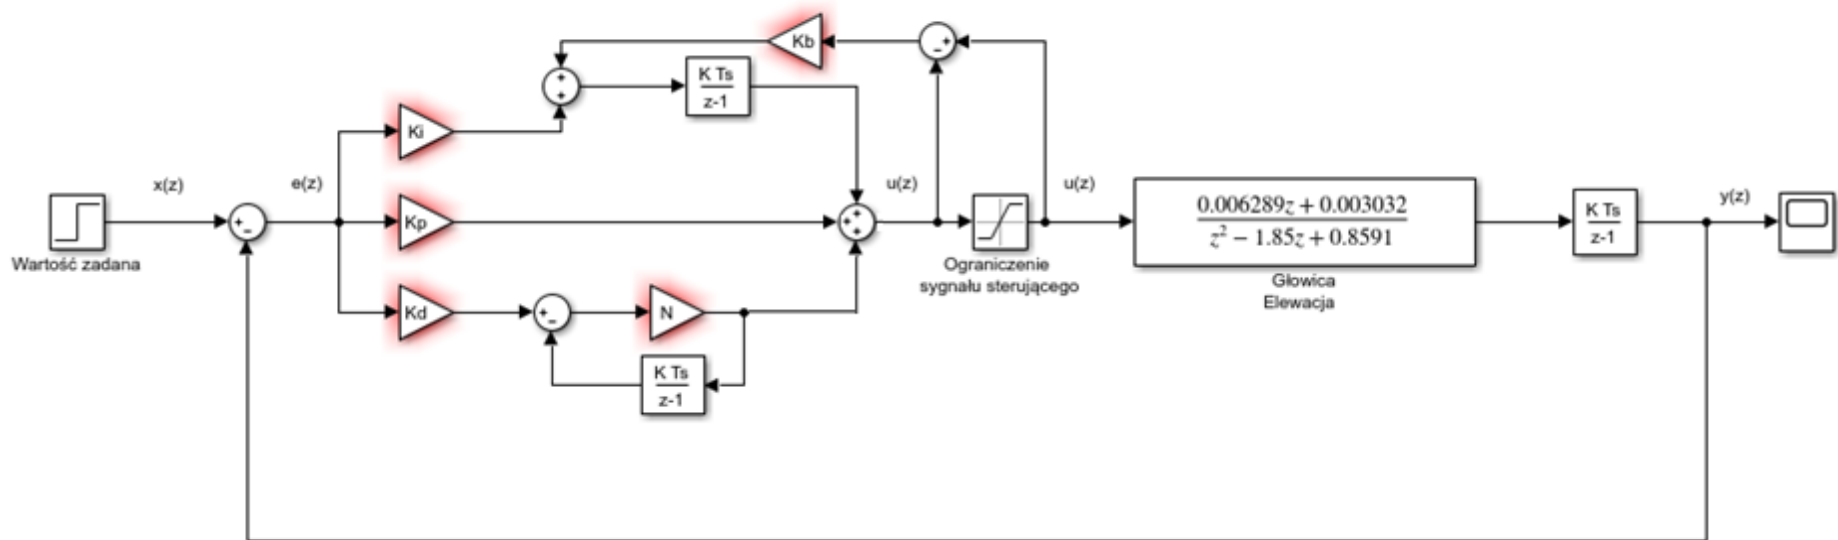 Kb
K Ts
z-1
Ki
x(z)
e(z)
u(z)
u(z)
y(z)
+
-
+
+
-
+
+
+
+
+
Kp
0.006289z + 0.003032
z² − 1.85z + 0.8591
K Ts
z-1
Wartość zadana
Ograniczenie
sygnału sterującego
Głowica
Elewacja
Kd
+
-
N
K Ts
z-1